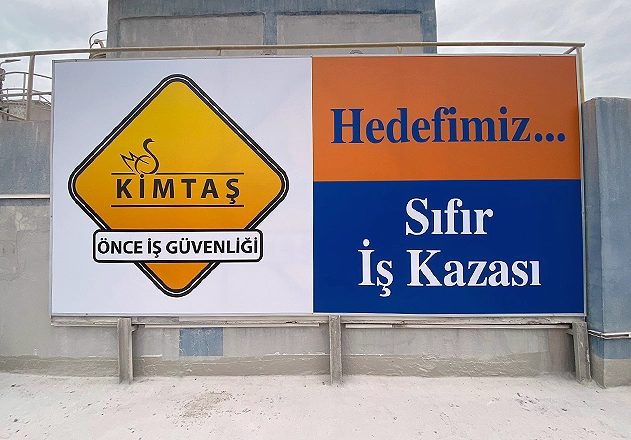 KİMTAŞ
ÖNCE İŞ GÜVENLİĞİ
Hedefimiz...
Sıfır
İş Kazası